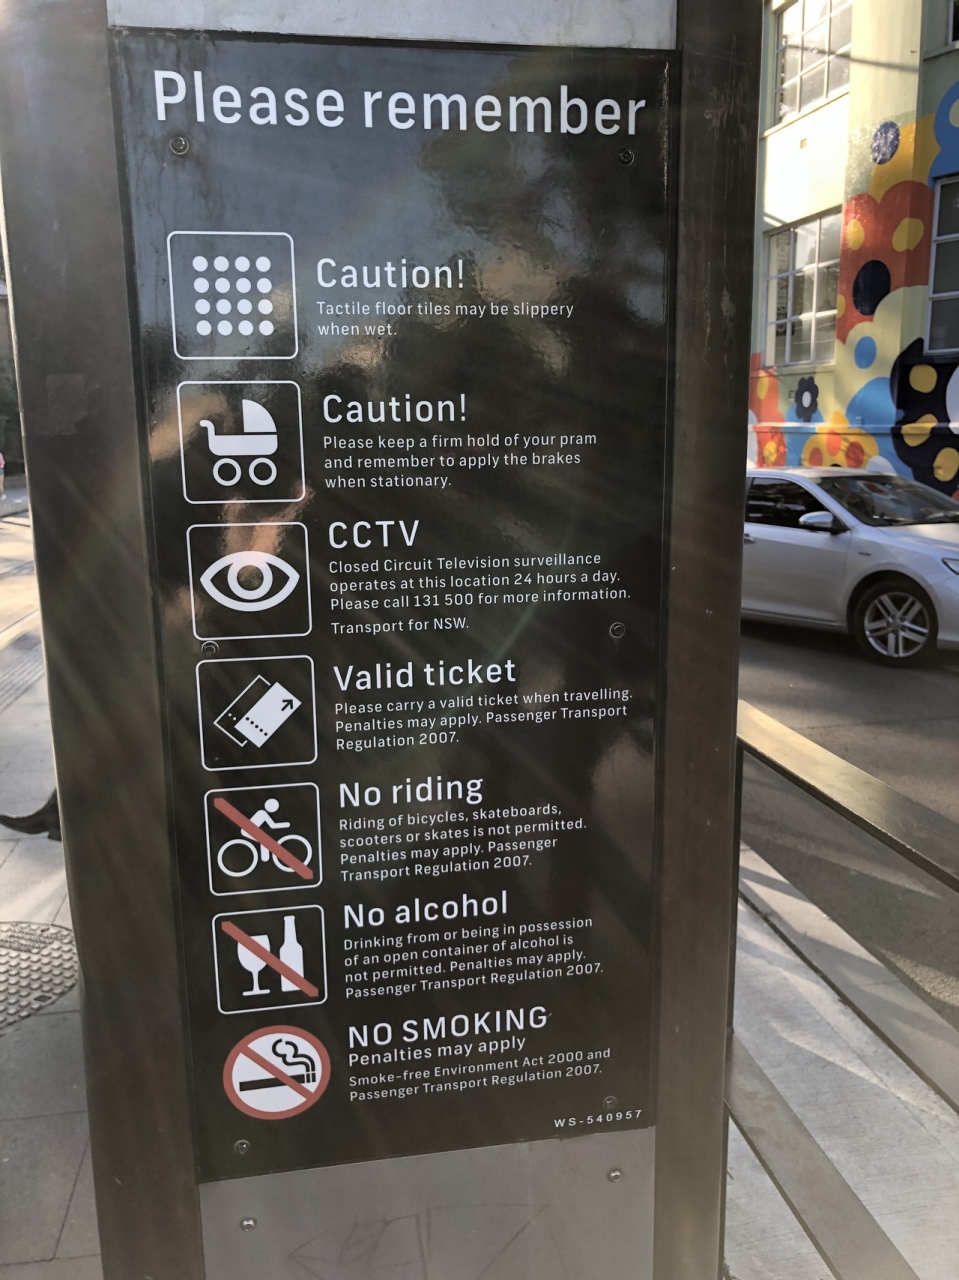 Please remember
Caution!
Tactile floor tiles may be slippery
when wet.
Caution!
Please keep a firm hold of your pram
and remember to apply the brakes
when stationary.
CCTV
Closed Circuit Television surveillance
operates at this location 24 hours a day.
Please call 131 500 for more information.
Transport for NSW.
Valid ticket
Please carry a valid ticket when travelling.
Penalties may apply. Passenger Transport
Regulation 2007.
No riding
Riding of bicycles, skateboards,
scooters or skates is not permitted.
Penalties may apply. Passenger
Transport Regulation 2007.
No alcohol
Drinking from or being in possession
of an open container of alcohol is
not permitted. Penalties may apply.
Passenger Transport Regulation 2007.
NO SMOKING
Penalties may apply
Smoke-free Environment Act 2000 and
Passenger Transport Regulation 2007.
WS-540957